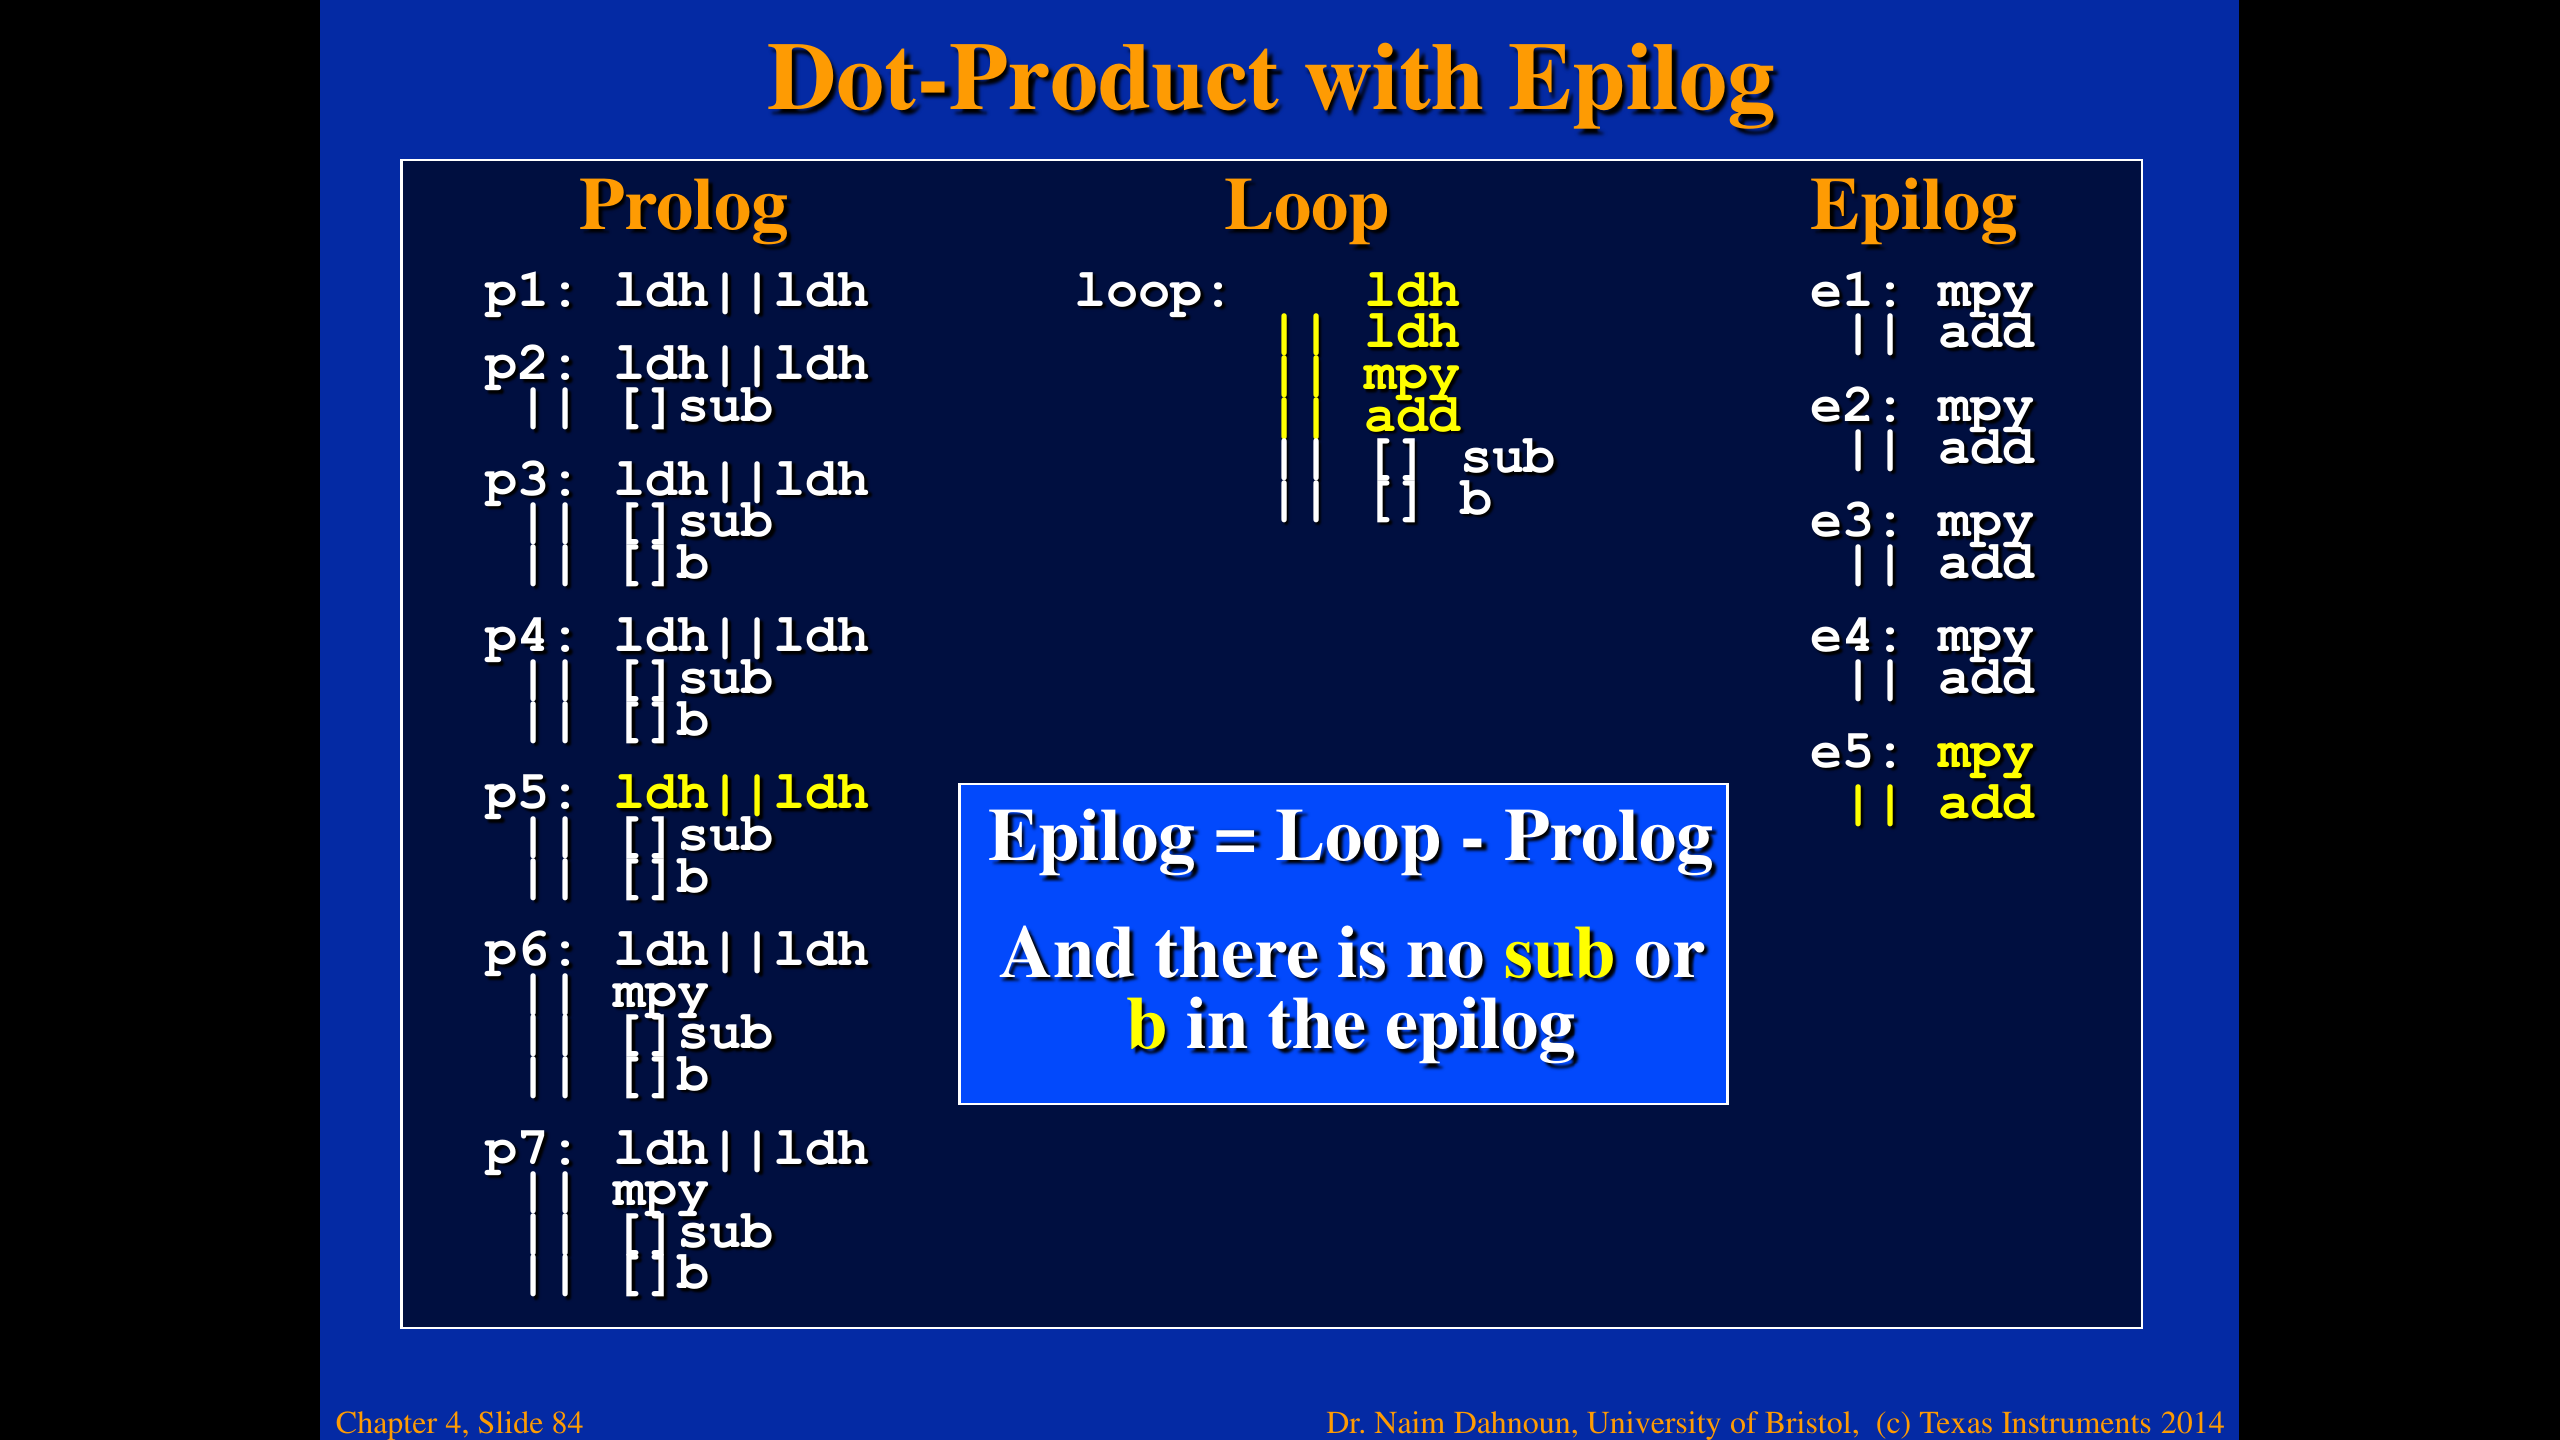 Dot-Product with Epilog
Prolog
p1: ldh||ldh
p2: ldh||ldh
|| []sub
p3: ldh||ldh
|| []sub
|| []b
p4: ldh||ldh
|| []sub
|| []b
p5: ldh||ldh
|| []sub
|| []b
p6: ldh||ldh
|| mpy
|| []sub
|| []b
p7: ldh||ldh
|| mpy
|| []sub
|| []b
Loop
loop: ldh
|| ldh
|| mpy
|| add
|| [] sub
|| [] b
Epilog = Loop - Prolog
And there is no sub or
b in the epilog
Epilog
e1: mpy
|| add
e2: mpy
|| add
e3: mpy
|| add
e4: mpy
|| add
e5: mpy
|| add
Chapter 4, Slide 84
Dr. Naim Dahnoun, University of Bristol, (c) Texas Instruments 2014